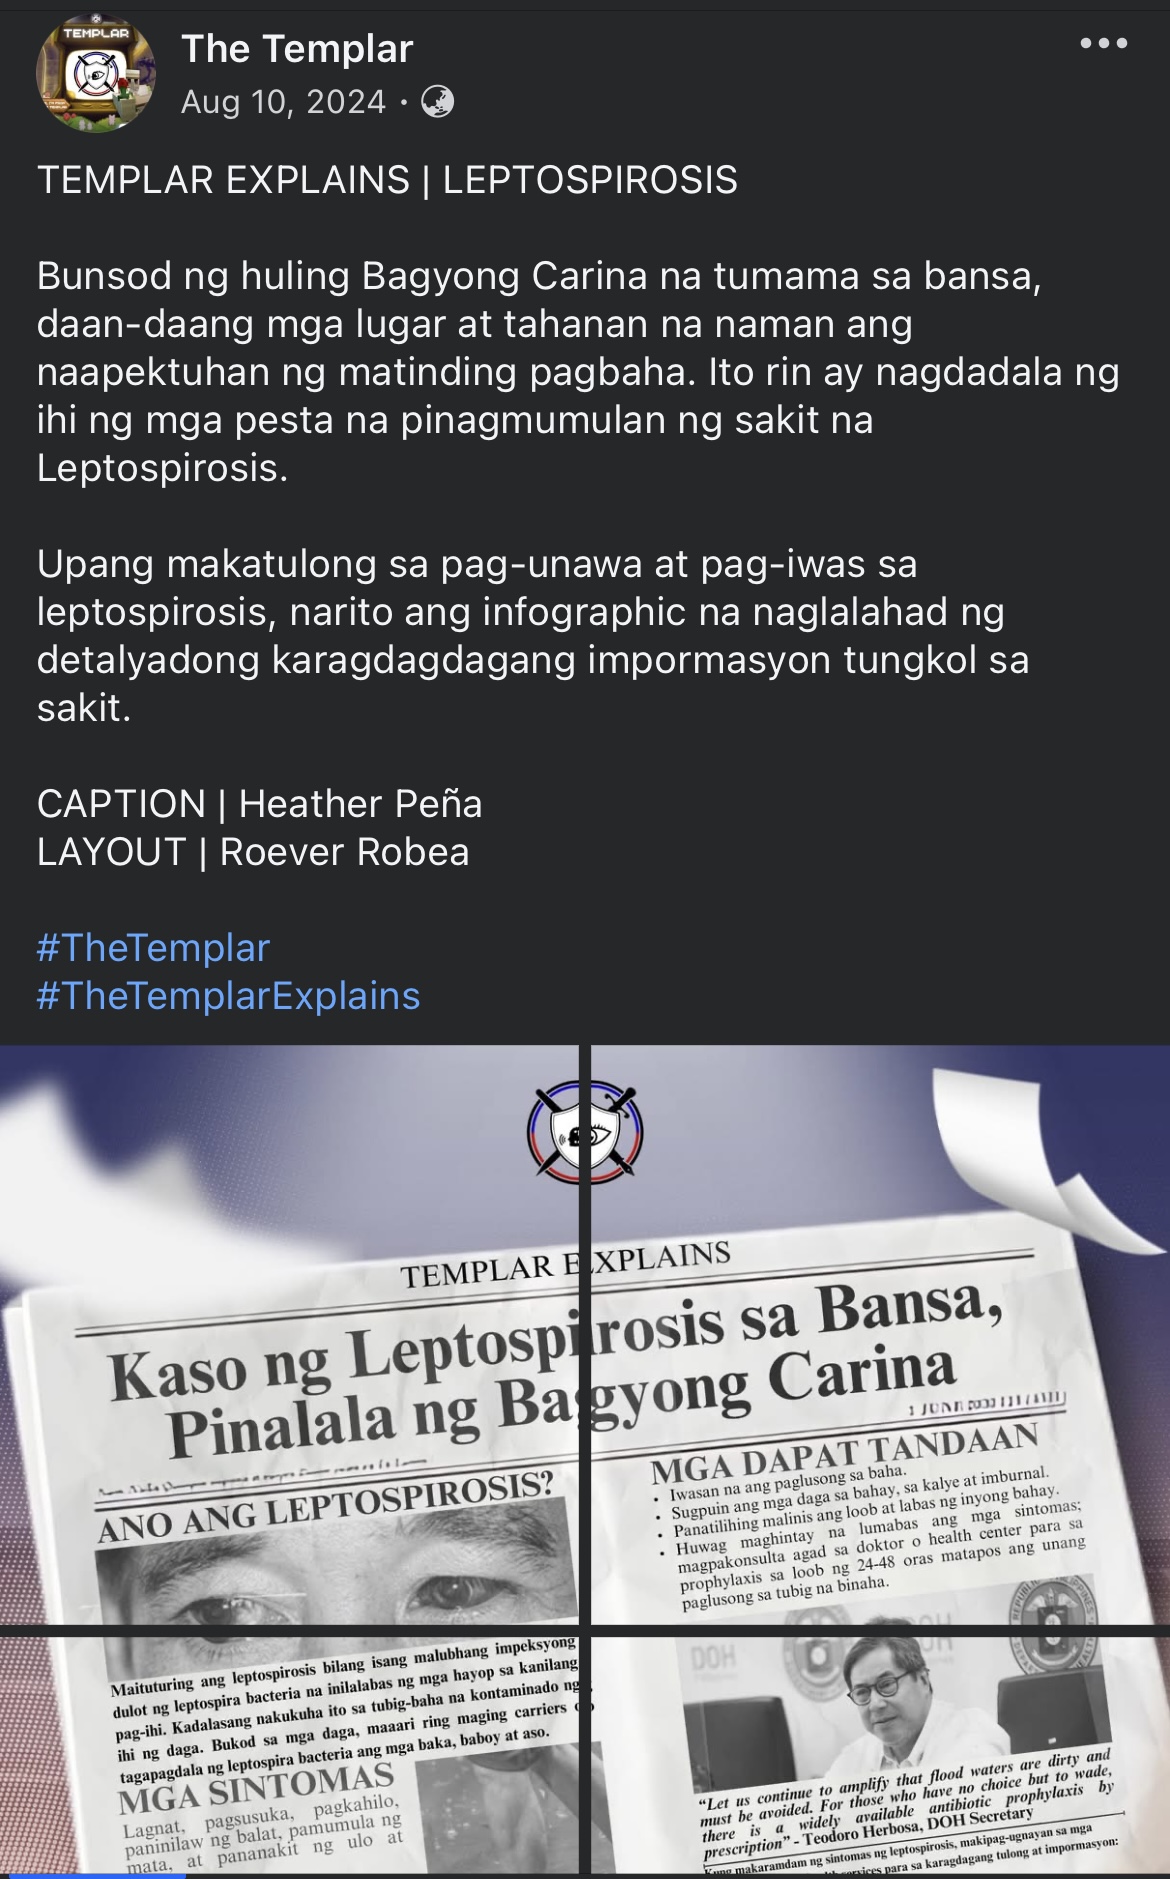 TEMPLAR
The Templar
Aug 10, 2024 ·
TEMPLAR EXPLAINS | LEPTOSPIROSIS
Bunsod ng huling Bagyong Carina na tumama sa bansa,
daan-daang mga lugar at tahanan na naman ang
naapektuhan ng matinding pagbaha. Ito rin ay nagdadala ng
ihi ng mga pesta na pinagmumulan ng sakit na
Leptospirosis.
Upang makatulong sa pag-unawa at pag-iwas sa
leptospirosis, narito ang infographic na naglalahad ng
detalyadong karagdagdagang impormasyon tungkol sa
sakit.
CAPTION | Heather Peña
LAYOUT | Roever Robea
#TheTemplar
#TheTemplarExplains
TEMPLAR EXPLAINS
Kaso ng Leptospirosis sa Bansa,
Pinalala ng Bagyong Carina
ANO ANG LEPTOSPIROSIS?
Maituturing ang leptospirosis bilang isang malubhang impeksyong
dulot ng leptospira bacteria na inilalabas ng mga hayop sa kanilang
pag-ihi. Kadalasang nakukuha ito sa tubig-baha na kontaminado ng
ihi ng daga. Bukod sa mga daga, maaari ring maging carriers o
tagapagdala ng leptospira bacteria ang mga baka, baboy at aso.
MGA SINTOMAS
Lagnat, pagsusuka, pagkahilo,
paninilaw ng balat, pamumula ng
mata, at pananakit ng ulo at
MGA DAPAT TANDAAN
• Iwasan na ang paglusong sa baha.
• Sugpuin ang mga daga sa bahay, sa kalye at imburnal.
• Panatilihing malinis ang loob at labas ng inyong bahay.
• Huwag maghintay na lumabas ang mga sintomas;
magpakonsulta agad sa doktor o health center para sa
prophylaxis sa loob ng 24-48 oras matapos ang unang
paglusong sa tubig na binaha.
DOH
“Let us continue to amplify that flood waters are dirty and
must be avoided. For those who have no choice but to wade,
there is a widely available antibiotic prophylaxis by
prescription” - Teodoro Herbosa, DOH Secretary
Kung makaramdam ng sintomas ng leptospirosis, makipag-ugnayan sa mga
services para sa karagdagang tulong at impormasyon: